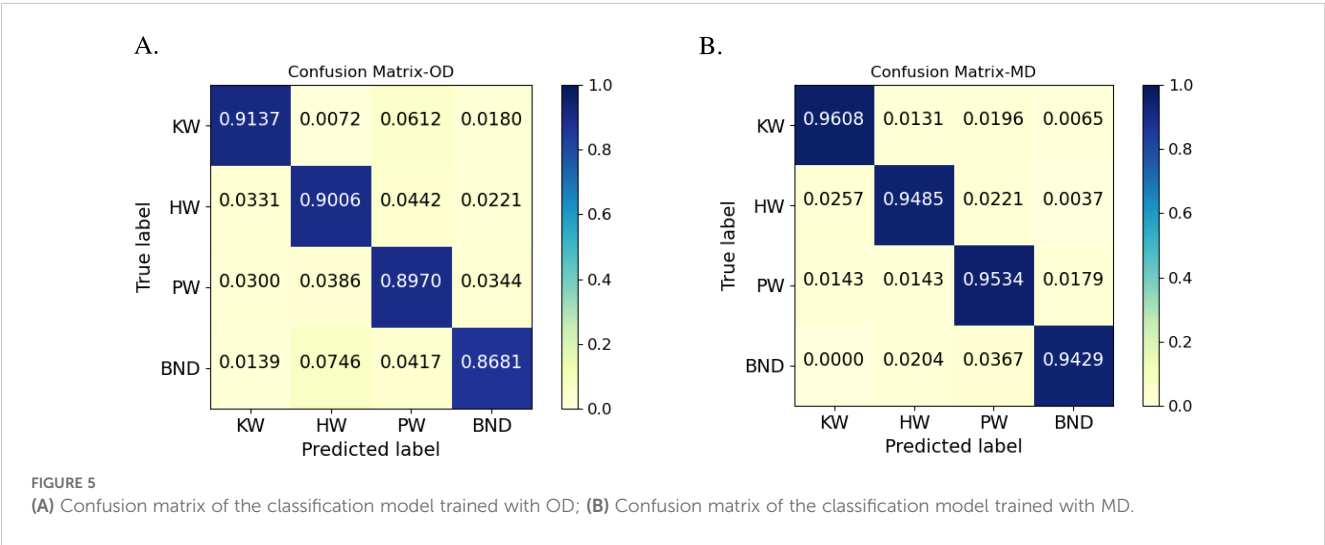 A.
Confusion Matrix-OD
KW 0.9137 0.0072 0.0612 0.0180
HW 0.0331 0.9006 0.0442 0.0221
PW 0.0300 0.0386 0.8970 0.0344
BND 0.0139 0.0746 0.0417 0.8681
KW HW PW BND
Predicted label
True label
1.0
0.8
0.6
0.4
0.2
0.0
B.
Confusion Matrix-MD
KW 0.9608 0.0131 0.0196 0.0065
HW 0.0257 0.9485 0.0221 0.0037
PW 0.0143 0.0143 0.9534 0.0179
BND 0.0000 0.0204 0.0367 0.9429
KW HW PW BND
Predicted label
True label
1.0
0.8
0.6
0.4
0.2
0.0
FIGURE 5
(A) Confusion matrix of the classification model trained with OD; (B) Confusion matrix of the classification model trained with MD.